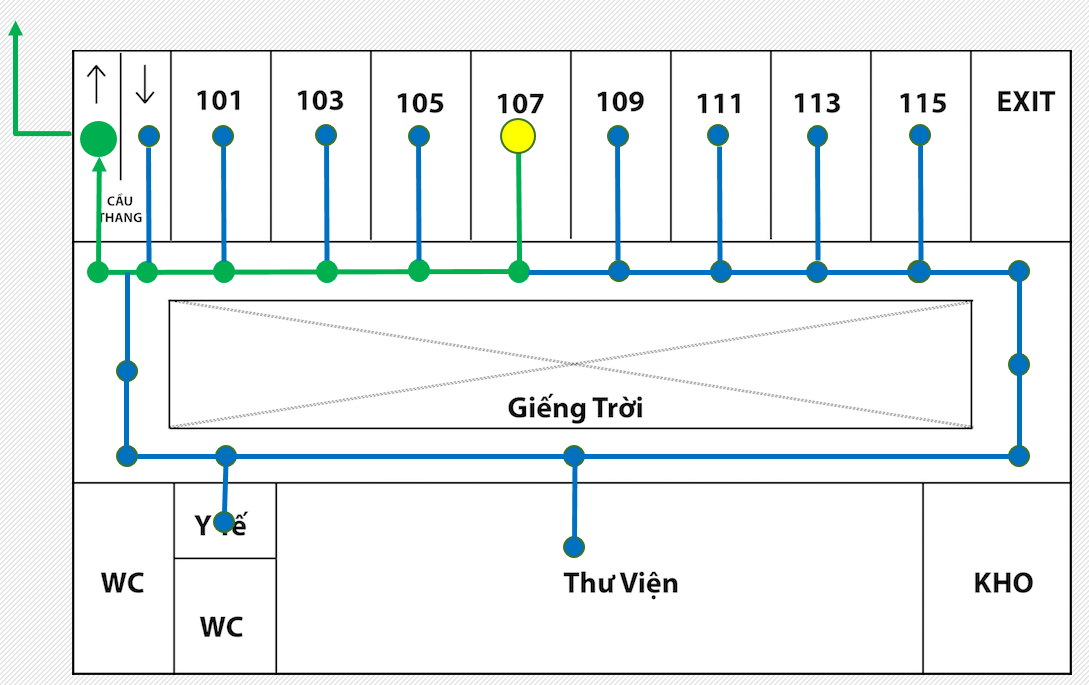 101
103
105
107
109
111
113
115
EXIT
CẦU
THANG
Giếng Trời
Y Tế
WC
WC
Thư Viện
KHO